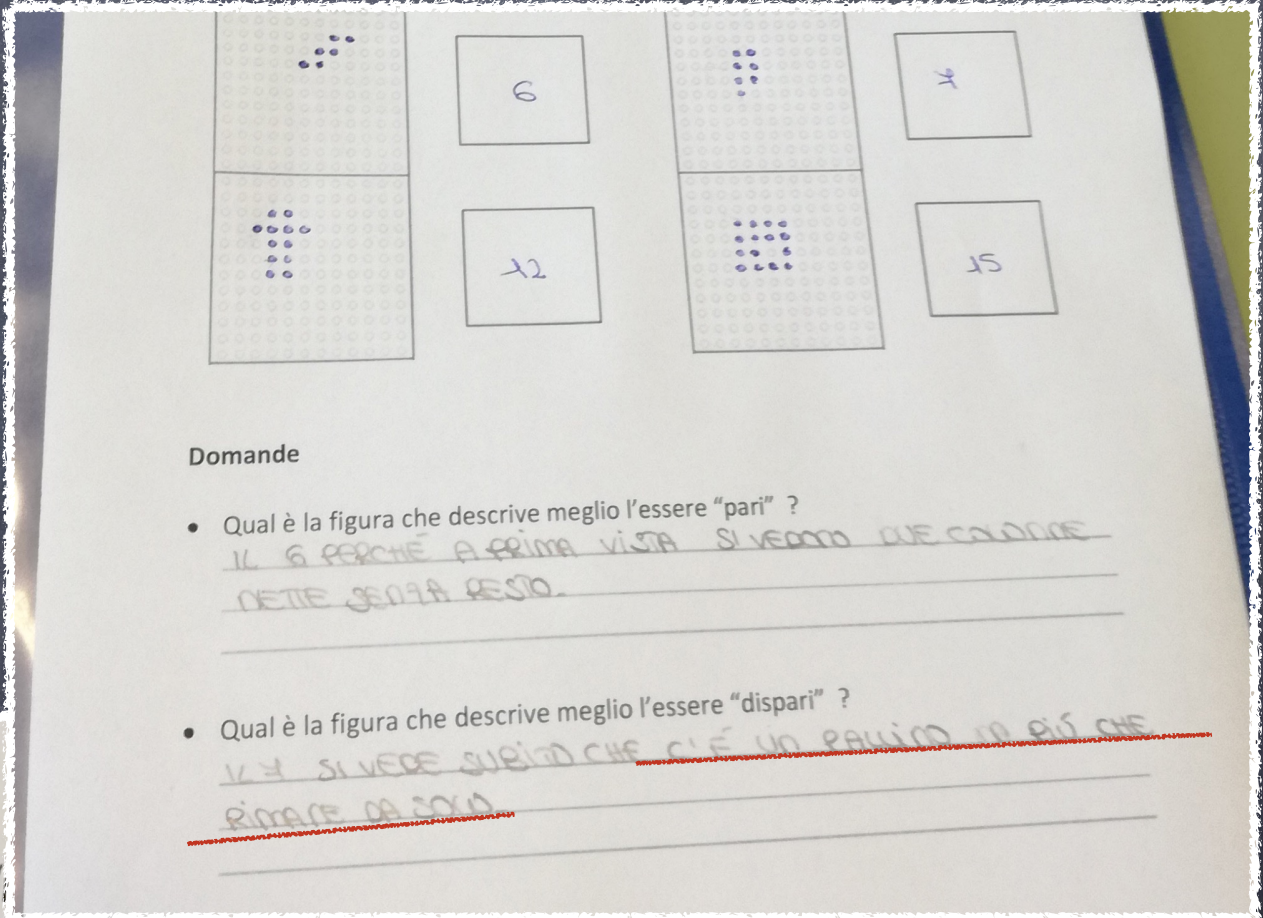 6
7
12
15
Domande
• Qual è la figura che descrive meglio l'essere "pari" ?
IL 6 PERCHÉ A PRIMA VISTA SI VEDONO DUE COLONNE
NETTE SENZA RESTO.
• Qual è la figura che descrive meglio l'essere "dispari" ?
IL 7 SI VEDE SUBITO CHE C'È UN PALLINO IN PIÙ CHE
RIMANE DA SOLO.